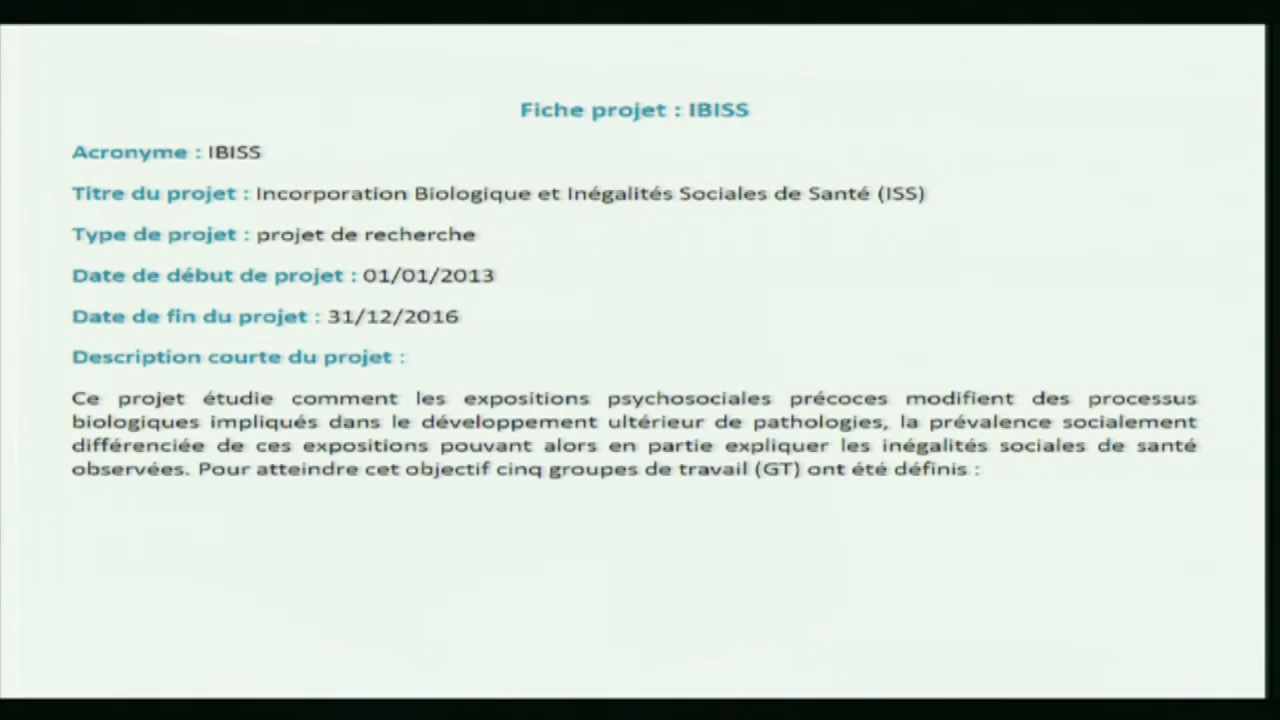 Fiche projet : IBISS
Acronyme : IBISS
Titre du projet : Incorporation Biologique et Inégalités Sociales de Santé (ISS)
Type de projet : projet de recherche
Date de début de projet : 01/01/2013
Date de fin du projet : 31/12/2016
Description courte du projet :
Ce projet étudie comment les expositions psychosociales précoces modifient des processus
biologiques impliqués dans le développement ultérieur de pathologies, la prévalence socialement
différenciée de ces expositions pouvant alors en partie expliquer les inégalités sociales de santé
observées. Pour atteindre cet objectif cinq groupes de travail (GT) ont été définis :